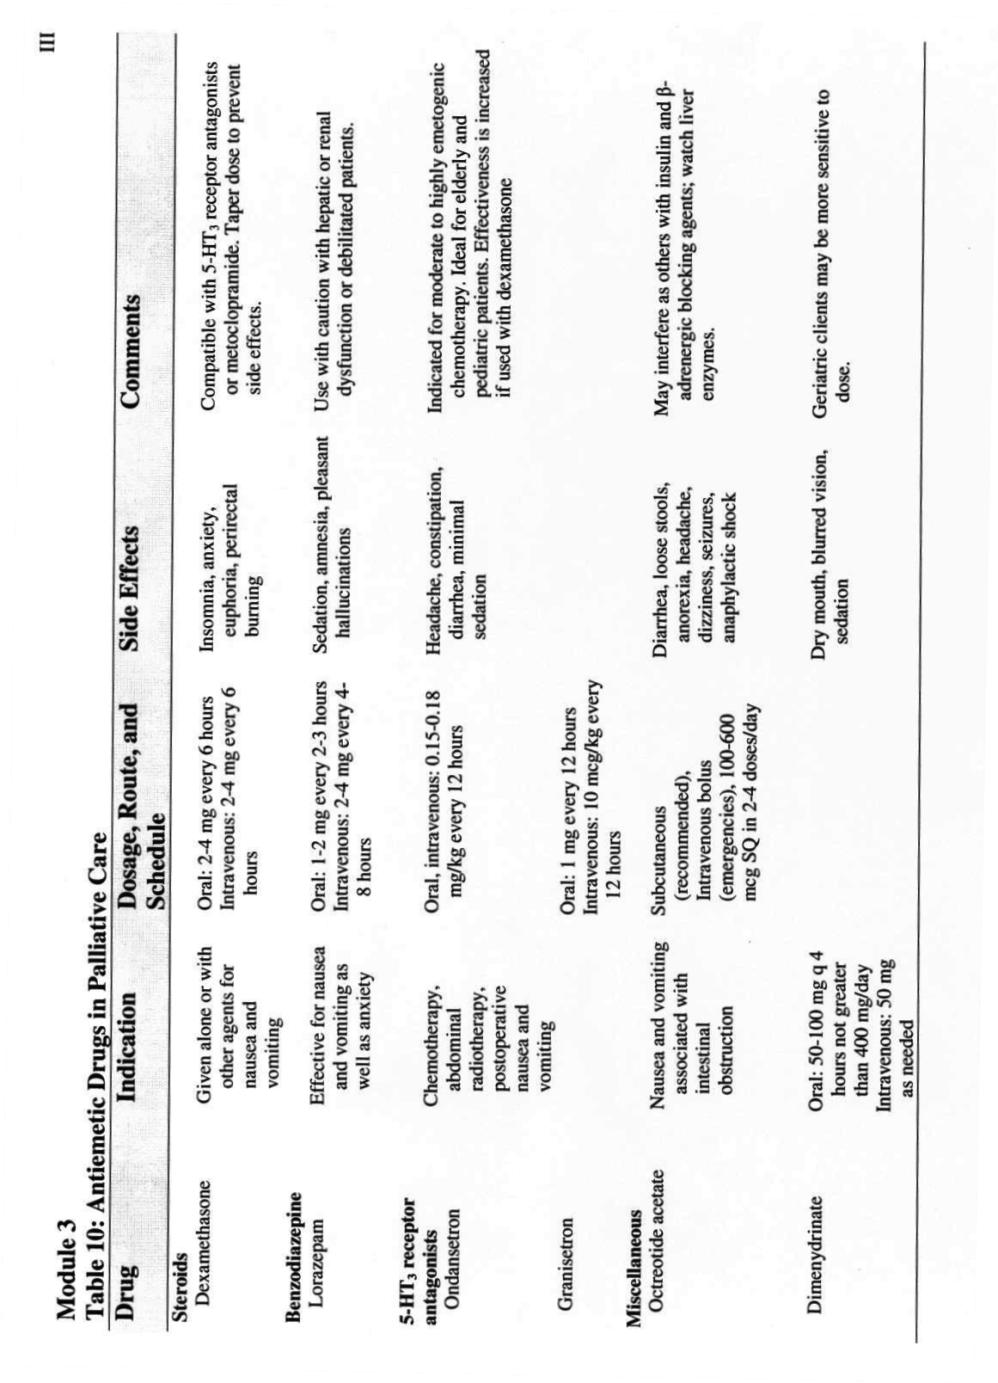 III
Module 3
Table 10: Antiemetic Drugs in Palliative Care
Drug
Indication
Dosage, Route, and
Schedule
Side Effects
Comments
Steroids
Dexamethasone
Given alone or with
other agents for
nausea and
vomiting
Oral: 2-4 mg every 6 hours
Intravenous: 2-4 mg every 6
hours
Insomnia, anxiety,
euphoria, perirectal
burning
Compatible with 5-HT3 receptor antagonists
or metoclopramide. Taper dose to prevent
side effects.
Benzodiazepine
Lorazepam
Effective for nausea
and vomiting as
well as anxiety
Oral: 1-2 mg every 2-3 hours
Intravenous: 2-4 mg every 4-
8 hours
Sedation, amnesia, pleasant
hallucinations
Use with caution with hepatic or renal
dysfunction or debilitated patients.
5-HT3 receptor
antagonists
Ondansetron
Chemotherapy,
abdominal
radiotherapy,
postoperative
nausea and
vomiting
Oral, intravenous: 0.15-0.18
mg/kg every 12 hours
Headache, constipation,
diarrhea, minimal
sedation
Indicated for moderate to highly emetogenic
chemotherapy. Ideal for elderly and
pediatric patients. Effectiveness is increased
if used with dexamethasone
Granisetron
Oral: 1 mg every 12 hours
Intravenous: 10 mcg/kg every
12 hours
Miscellaneous
Octreotide acetate
Nausea and vomiting
associated with
intestinal
obstruction
Subcutaneous
(recommended),
Intravenous bolus
(emergencies), 100-600
mcg SQ in 2-4 doses/day
Diarrhea, loose stools,
anorexia, headache,
dizziness, seizures,
anaphylactic shock
May interfere as others with insulin and β-
adrenergic blocking agents; watch liver
enzymes.
Dimenydrinate
Oral: 50-100 mg q 4
hours not greater
than 400 mg/day
Intravenous: 50 mg
as needed
Dry mouth, blurred vision,
sedation
Geriatric clients may be more sensitive to
dose.